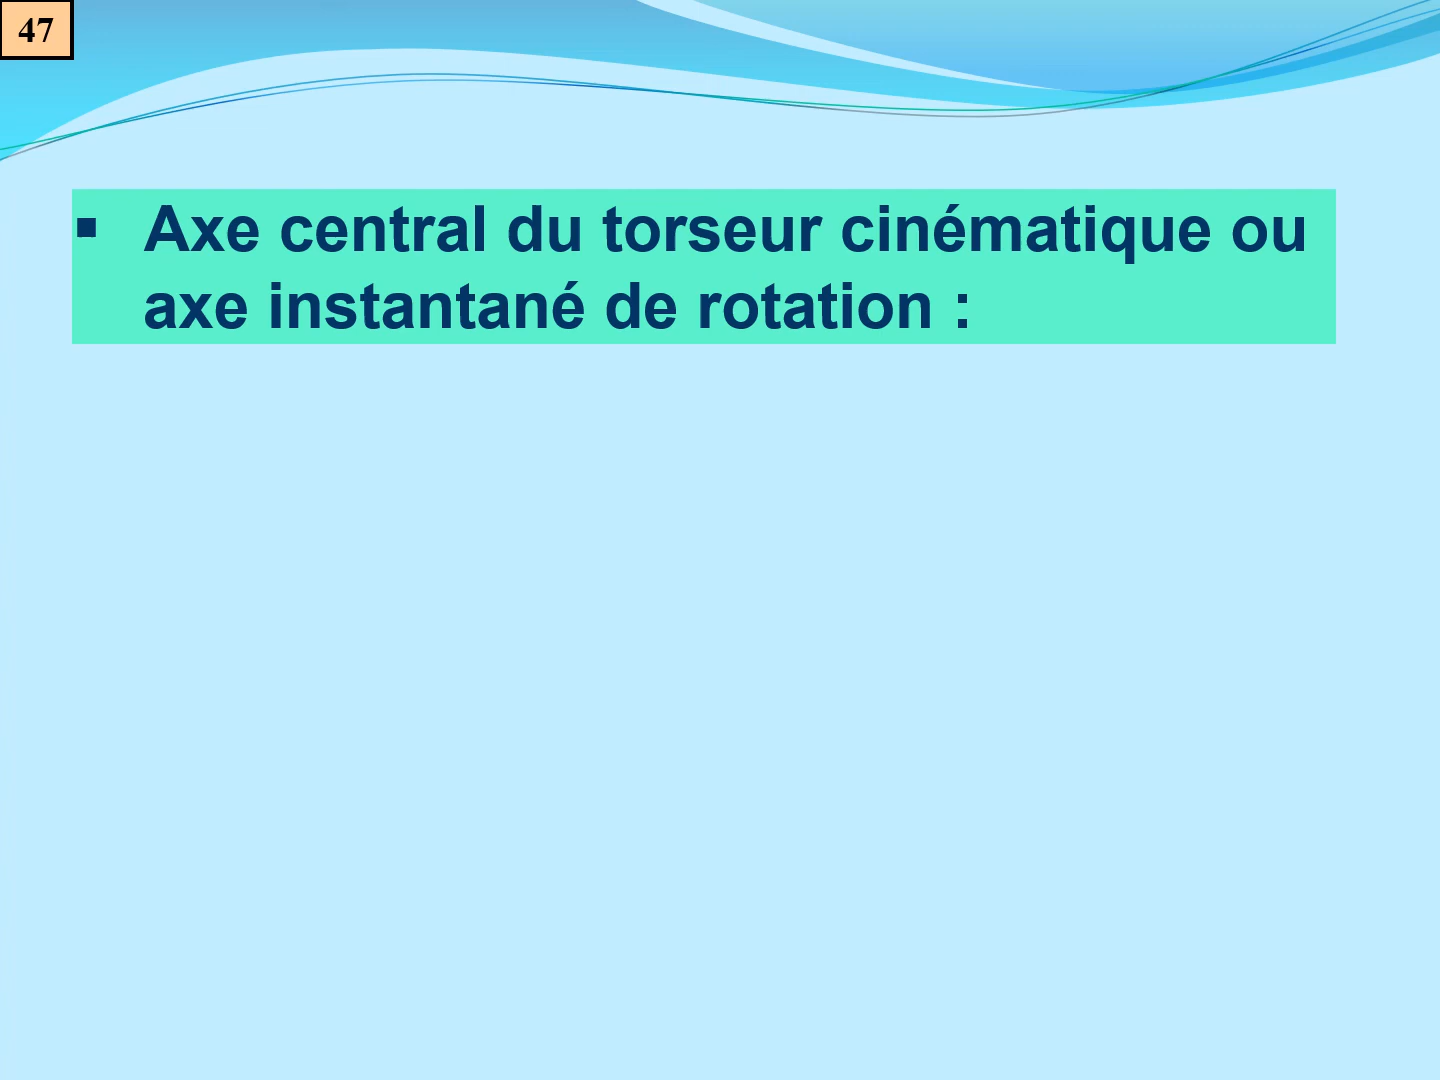 47
▪ Axe central du torseur cinématique ou
axe instantané de rotation :